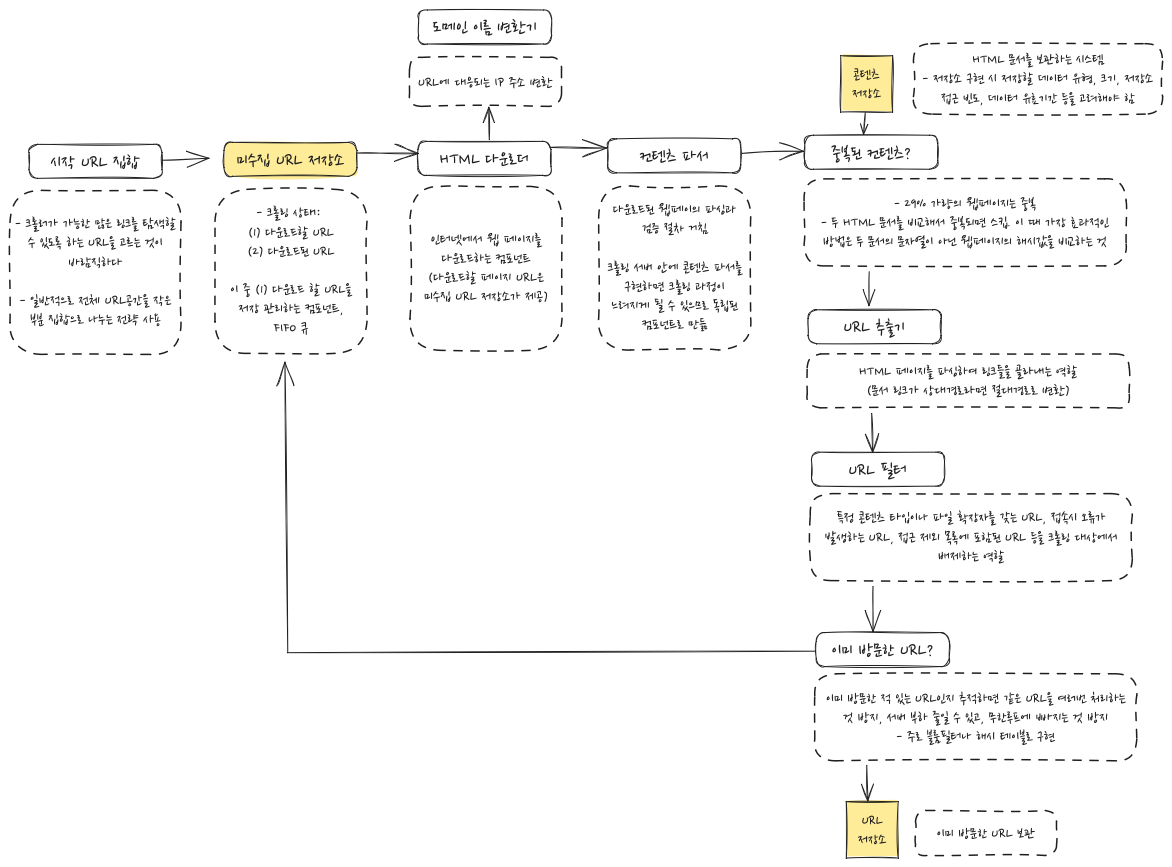 도메인 이름 변환기
URL에 대응되는 IP 주소 변환
콘텐츠
저장소
HTML 문서를 보관하는 시스템
- 저장소 구현 시 저장할 데이터 유형, 크기, 저장소
접근 빈도, 데이터 유효기간 등을 고려해야 함
시작 URL 집합
- 크롤러가 가능한 많은 링크를 탐색할
수 있도록 하는 URL을 고르는 것이
바람직하다
- 일반적으로 전체 URL공간을 작은
부분 집합으로 나누는 전략 사용
미수집 URL 저장소
- 크롤링 상태:
(1) 다운로드할 URL
(2) 다운로드된 URL
이 중 (1) 다운로드 할 URL을
저장 관리하는 컴포넌트,
FIFO 큐
HTML 다운로더
인터넷에서 웹 페이지를
다운로드하는 컴포넌트
(다운로드할 페이지 URL은
미수집 URL 저장소가 제공)
컨텐츠 파서
다운로드된 웹페이의 파싱과
검증 절차 거침
크롤링 서버 안에 콘텐츠 파서를
구현하면 크롤링 과정이
느려지게 될 수 있으므로 독립된
컴포넌트로 만듦
중복된 컨텐츠?
- 29% 가량의 웹페이지는 중복
- 두 HTML 문서를 비교해서 중복되면 스킵. 이 때 가장 효과적인
방법은 두 문서의 문자열이 아닌 웹페이지의 해시값을 비교하는 것
URL 추출기
HTML 페이지를 파싱하여 링크들을 골라내는 역할
(문서 링크가 상대경로라면 절대경로로 변환)
URL 필터
특정 콘텐츠 타입이나 파일 확장자를 갖는 URL, 접속시 오류가
발생하는 URL, 접근 제외 목록에 포함된 URL 등을 크롤링 대상에서
배제하는 역할
이미 방문한 URL?
이미 방문한 적 있는 URL인지 추적하면 같은 URL을 여러번 처리하는
것 방지, 서버 부하 줄일 수 있고, 무한루프에 빠지는 것 방지
- 주로 블룸필터나 해시 테이블로 구현
URL
저장소
이미 방문한 URL 보관